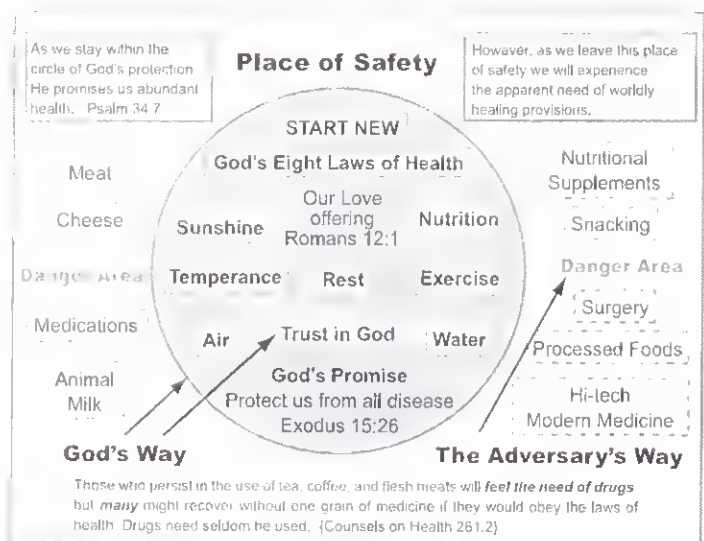 As we stay within the
circle of God's protection
He promises us abundant
health. Psalm 34 7
Place of Safety
However, as we leave this place
of safety we will experience
the apparent need of worldly
healing provisions.
START NEW
God's Eight Laws of Health
Our Love
offering
Romans 12:1
Sunshine
Nutrition
Temperance
Rest
Exercise
Air
Trust in God
Water
God's Promise
Protect us from all disease
Exodus 15:26
Meat
Cheese
Danger Area
Medications
Animal
Milk
Nutritional
Supplements
Snacking
Danger Area
Surgery
Processed Foods
Hi-tech
Modern Medicine
God's Way
The Adversary's Way
Those who persist in the use of tea, coffee, and flesh meats will feel the need of drugs
but many might recover without one grain of medicine if they would obey the laws of
health. Drugs need seldom be used. {Counsels on Health 261.2}